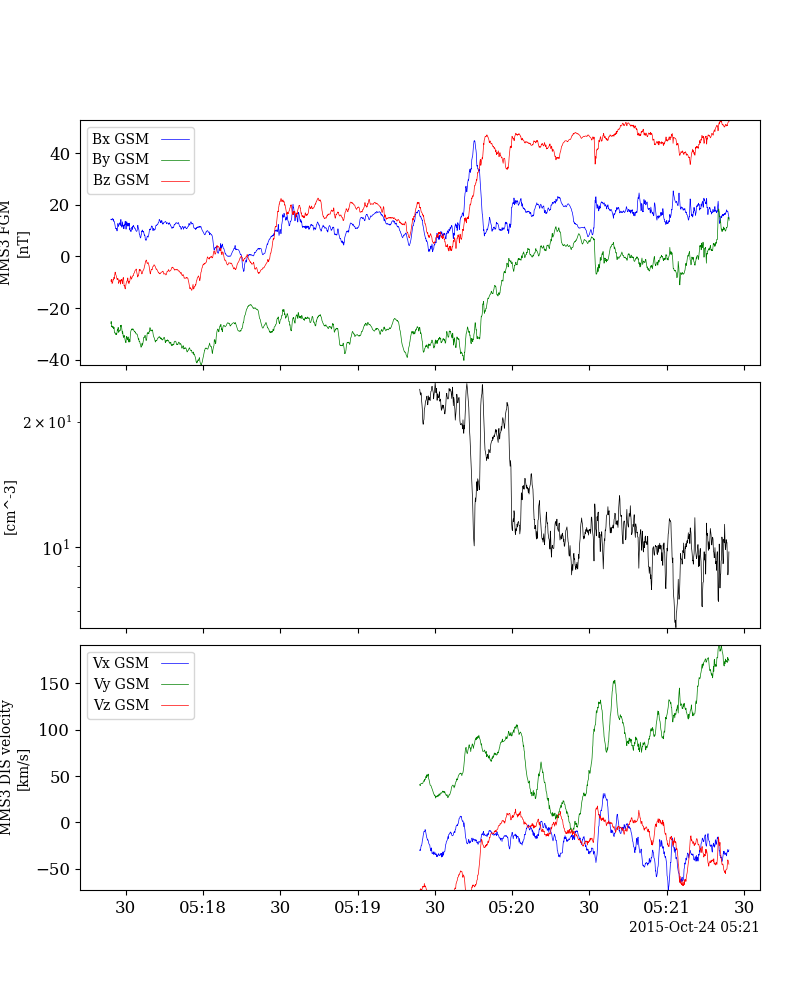 MMS3 FGM
[nT]
Bx GSM
By GSM
Bz GSM
40
20
0
−20
−40
[cm^-3]
2 × 10¹
10¹
MMS3 DIS velocity
[km/s]
Vx GSM
Vy GSM
Vz GSM
150
100
50
0
−50
30 05:18 30 05:19 30 05:20 30 05:21 30
2015-Oct-24 05:21